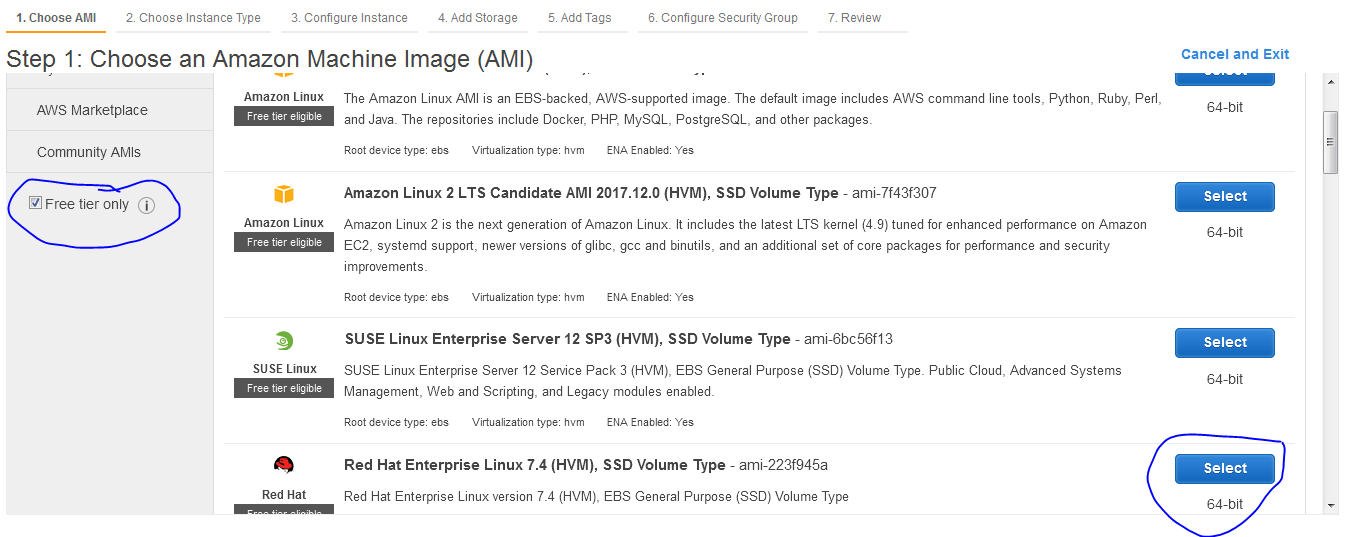 1. Choose AMI 2. Choose Instance Type 3. Configure Instance 4. Add Storage 5. Add Tags 6. Configure Security Group 7. Review
Step 1: Choose an Amazon Machine Image (AMI)
Cancel and Exit
AWS Marketplace
Community AMIs
Free tier only
Amazon Linux
Free tier eligible
The Amazon Linux AMI is an EBS-backed, AWS-supported image. The default image includes AWS command line tools, Python, Ruby, Perl,
and Java. The repositories include Docker, PHP, MySQL, PostgreSQL, and other packages.
Root device type: ebs Virtualization type: hvm ENA Enabled: Yes
64-bit
Amazon Linux 2 LTS Candidate AMI 2017.12.0 (HVM), SSD Volume Type - ami-7f43f307
Amazon Linux
Free tier eligible
Amazon Linux 2 is the next generation of Amazon Linux. It includes the latest LTS kernel (4.9) tuned for enhanced performance on Amazon
EC2, systemd support, newer versions of glibc, gcc and binutils, and an additional set of core packages for performance and security
improvements.
Root device type: ebs Virtualization type: hvm ENA Enabled: Yes
Select
64-bit
SUSE Linux Enterprise Server 12 SP3 (HVM), SSD Volume Type - ami-6bc56f13
SUSE Linux
Free tier eligible
SUSE Linux Enterprise Server 12 Service Pack 3 (HVM), EBS General Purpose (SSD) Volume Type. Public Cloud, Advanced Systems
Management, Web and Scripting, and Legacy modules enabled.
Root device type: ebs Virtualization type: hvm ENA Enabled: Yes
Select
64-bit
Red Hat Enterprise Linux 7.4 (HVM), SSD Volume Type - ami-223f945a
Red Hat
Free tier eligible
Red Hat Enterprise Linux version 7.4 (HVM), EBS General Purpose (SSD) Volume Type
Select
64-bit